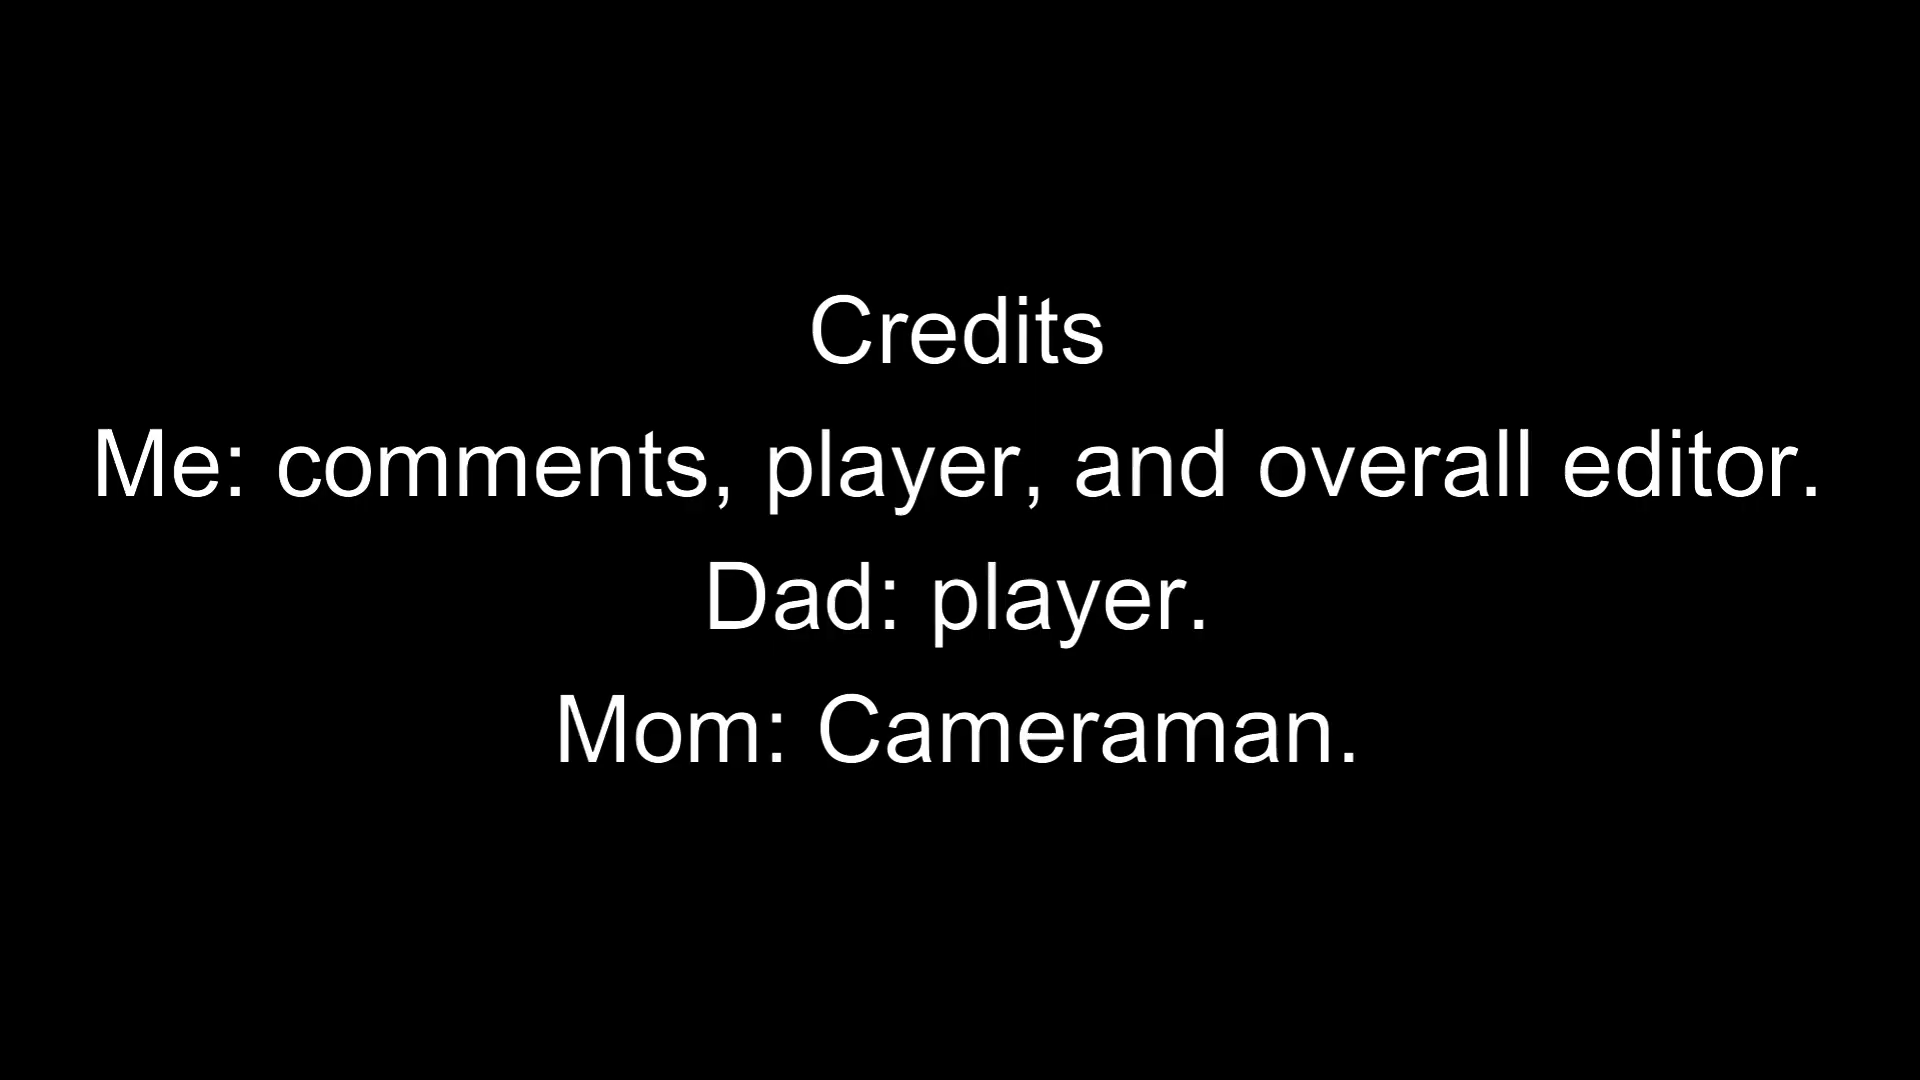 Credits
Me: comments, player, and overall editor.
Dad: player.
Mom: Cameraman.